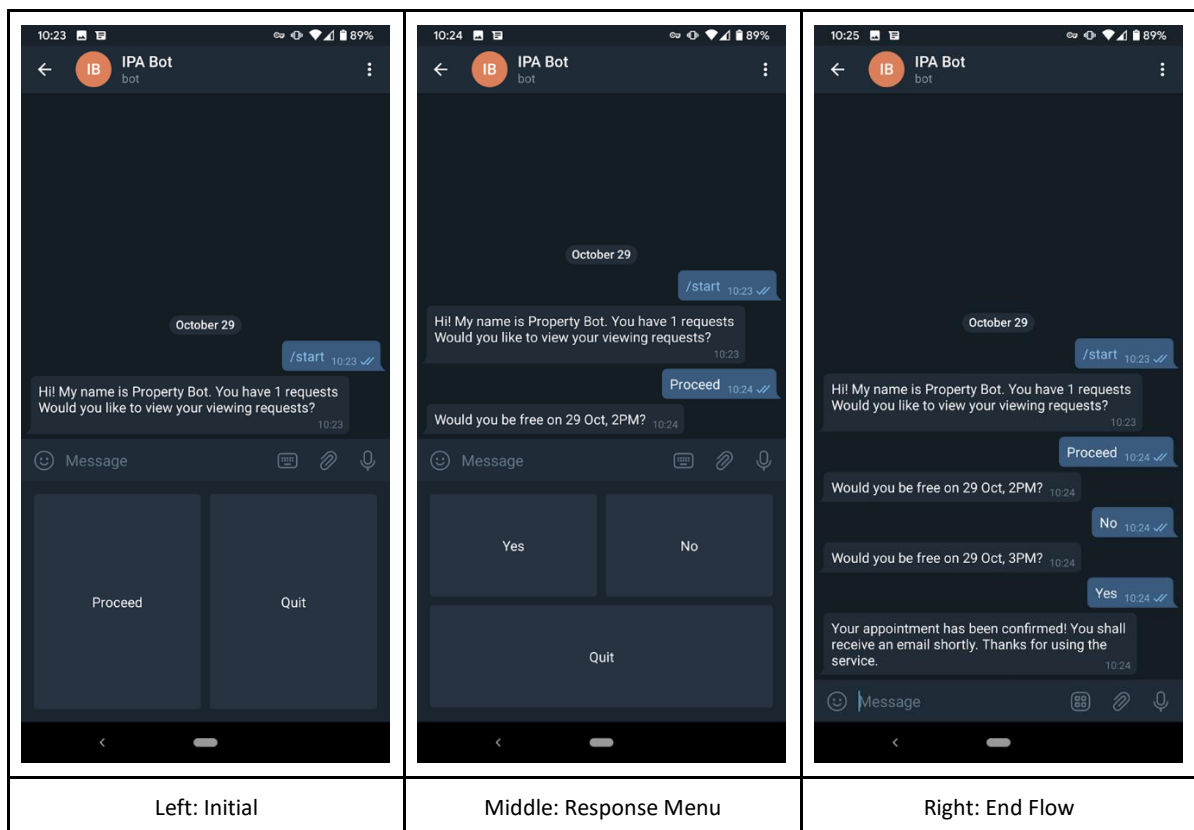 10:23
89%
IB
IPA Bot
bot
October 29
/start 10:23
Hi! My name is Property Bot. You have 1 requests
Would you like to view your viewing requests?
10:23
Message
Proceed
Quit
Left: Initial
10:24
89%
IB
IPA Bot
bot
October 29
/start 10:23
Hi! My name is Property Bot. You have 1 requests
Would you like to view your viewing requests?
10:23
Proceed 10:24
Would you be free on 29 Oct, 2PM? 10:24
Message
Yes
No
Quit
Middle: Response Menu
10:25
89%
IB
IPA Bot
bot
October 29
/start 10:23
Hi! My name is Property Bot. You have 1 requests
Would you like to view your viewing requests?
10:23
Proceed 10:24
Would you be free on 29 Oct, 2PM? 10:24
No 10:24
Would you be free on 29 Oct, 3PM? 10:24
Yes 10:24
Your appointment has been confirmed! You shall
receive an email shortly. Thanks for using the
service. 10:24
Message
Right: End Flow